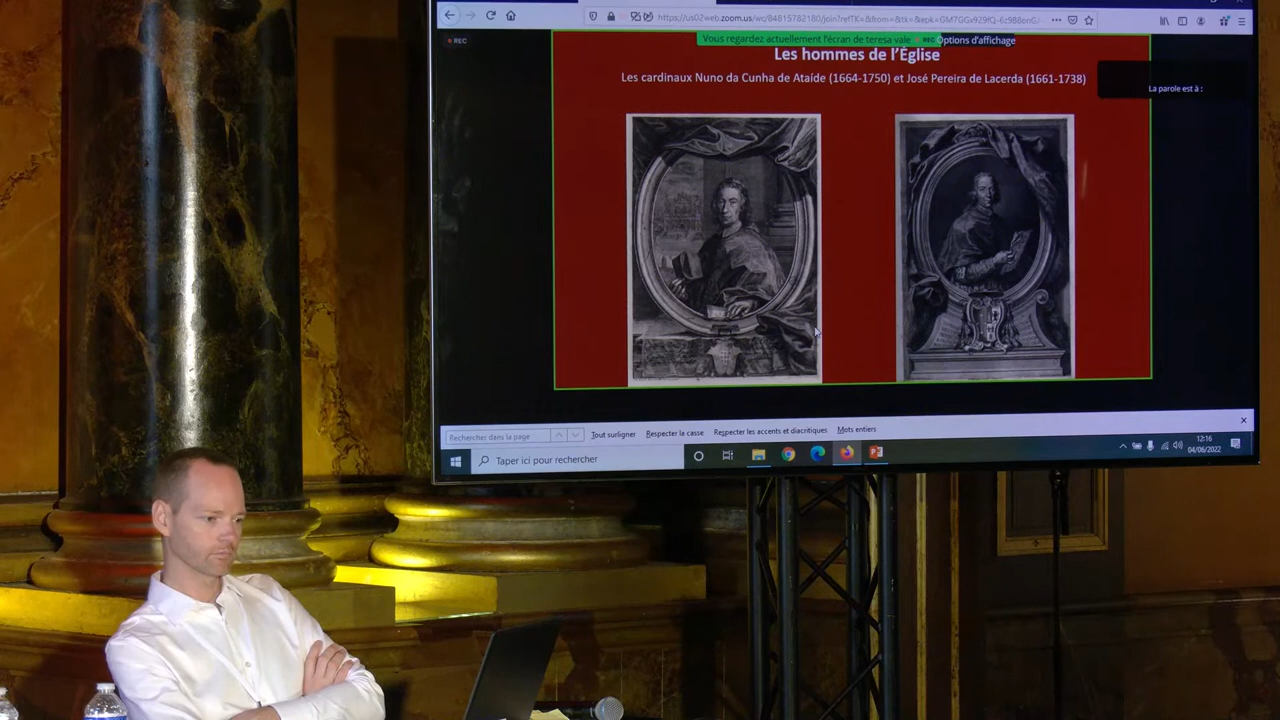 REC
Vous regardez actuellement l'écran de teresa vale
REC
Options d'affichage
Les hommes de l'Église
Les cardinaux Nuno da Cunha de Ataíde (1664-1750) et José Pereira de Lacerda (1661-1738)
La parole est à :
Rechercher dans la page
Tout surligner
Respecter la casse
Respecter les accents et diacritiques
Mots entiers
Taper ici pour rechercher
12:16
04/06/2022